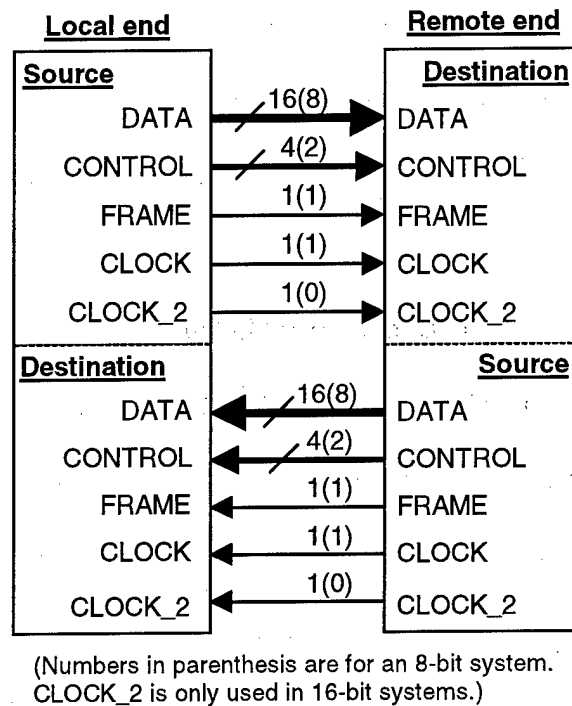 Local end
Remote end
Source
Destination
DATA 16(8) DATA
CONTROL 4(2) CONTROL
FRAME 1(1) FRAME
CLOCK 1(1) CLOCK
CLOCK_2 1(0) CLOCK_2
Destination
Source
DATA 16(8) DATA
CONTROL 4(2) CONTROL
FRAME 1(1) FRAME
CLOCK 1(1) CLOCK
CLOCK_2 1(0) CLOCK_2
(Numbers in parenthesis are for an 8-bit system.
CLOCK_2 is only used in 16-bit systems.)